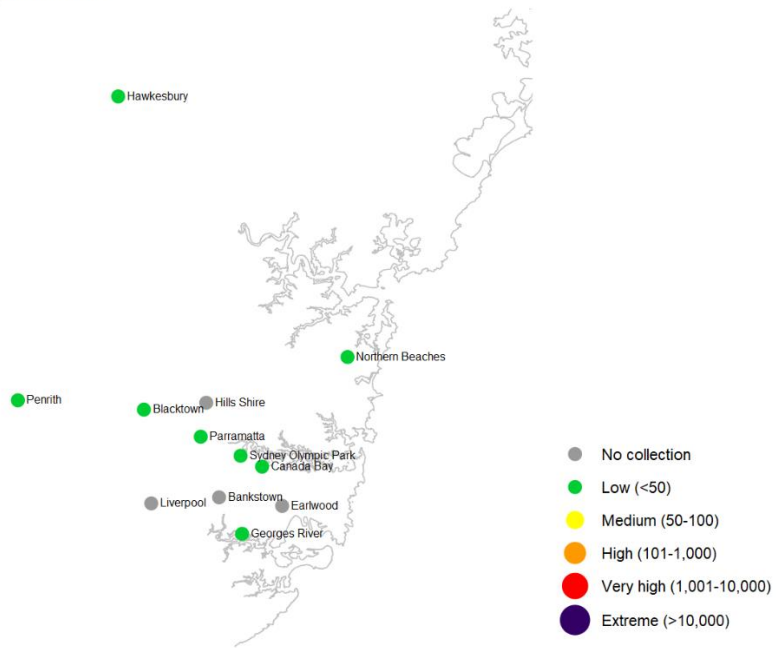 Hawkesbury
Northern Beaches
Penrith
Hills Shire
Blacktown
Parramatta
Sydney Olympic Park
Canada Bay
Liverpool
Bankstown
Earlwood
Georges River
No collection
Low (<50)
Medium (50-100)
High (101-1,000)
Very high (1,001-10,000)
Extreme (>10,000)